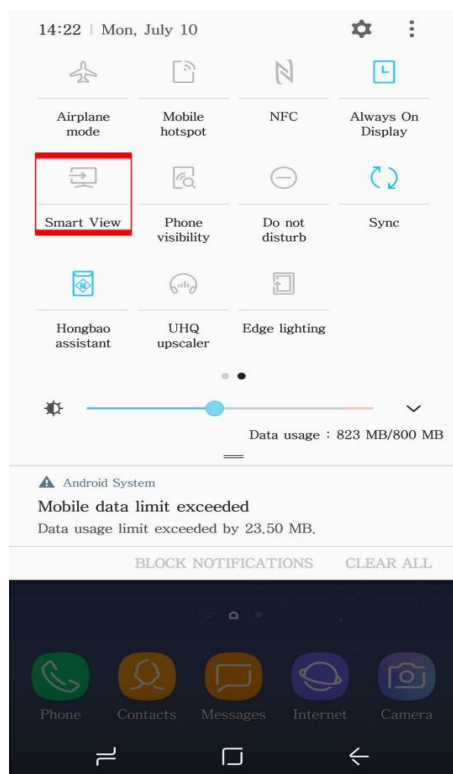 14:22 | Mon, July 10
Airplane mode
Mobile hotspot
NFC
Always On Display
Smart View
Phone visibility
Do not disturb
Sync
Hongbao assistant
UHQ upscaler
Edge lighting
Data usage : 823 MB/800 MB
Android System
Mobile data limit exceeded
Data usage limit exceeded by 23.50 MB.
BLOCK NOTIFICATIONS CLEAR ALL
Phone Contacts Messages Internet Camera